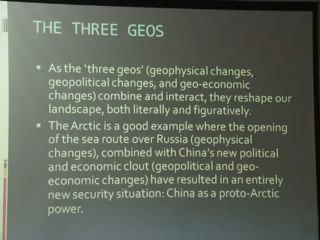 THE THREE GEOS
As the 'three geos' (geophysical changes,
geopolitical changes, and geo-economic
changes) combine and interact, they reshape our
landscape, both literally and figuratively.
The Arctic is a good example where the opening
of the sea route over Russia (geophysical
changes), combined with China's new political
and economic clout (geopolitical and geo-
economic changes) have resulted in an entirely
new security situation: China as a proto-Arctic
power.